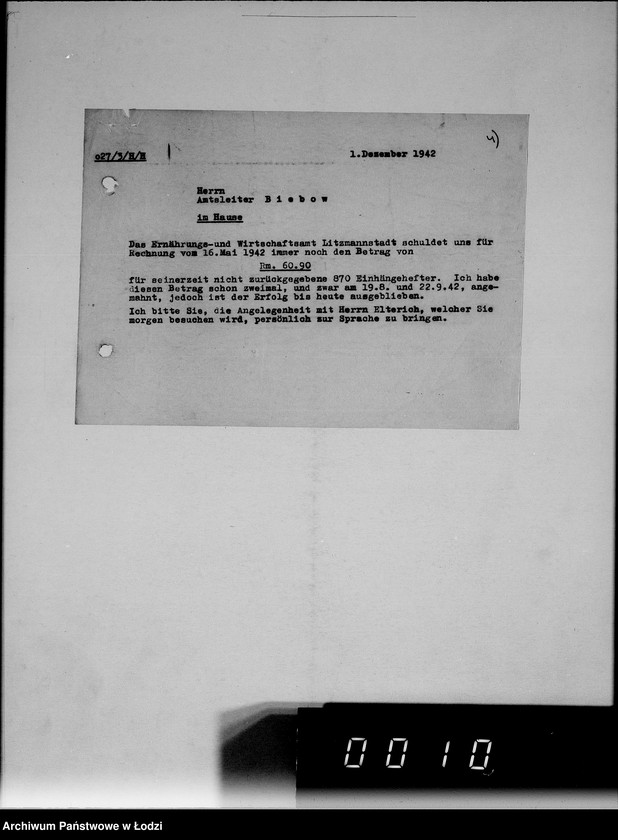 4)
027/5/H/H
1.Dezember 1942
Herrn
Amtsleiter B i e b o w
im Hause
Das Ernährungs-und Wirtschaftsamt Litzmannstadt schuldet uns für
Rechnung vom 16.Mai 1942 immer noch den Betrag von
Rm. 60.90
für seinerzeit nicht zurückgegebene 870 Einhängehefter. Ich habe
diesen Betrag schon zweimal, und zwar am 19.8. und 22.9.42, ange-
mahnt, jedoch ist der Erfolg bis heute ausgeblieben.
Ich bitte Sie, die Angelegenheit mit Herrn Elterich, welcher Sie
morgen besuchen wird, persönlich zur Sprache zu bringen.
0010
Archiwum Państwowe w Łodzi